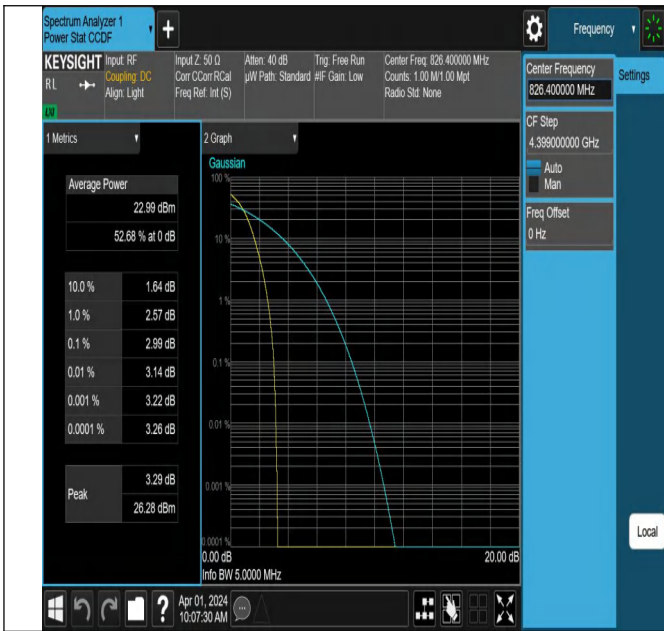 Spectrum Analyzer 1
Power Stat CCDF
+
Frequency
KEYSIGHT
RL
LXI
Input: RF
Coupling: DC
Align: Light
Input Z: 50 Ω
Corr CCorr RCal
Freq Ref: Int (S)
Atten: 40 dB
µW Path: Standard
Trig: Free Run
#IF Gain: Low
Center Freq: 826.400000 MHz
Counts: 1.00 M/1.00 Mpt
Radio Std: None
Center Frequency
826.400000 MHz
Settings
CF Step
4.399000000 GHz
Auto
Man
Freq Offset
0 Hz
Local
1 Metrics
Average Power
22.99 dBm
52.68 % at 0 dB
10.0 % 1.64 dB
1.0 % 2.57 dB
0.1 % 2.99 dB
0.01 % 3.14 dB
0.001 % 3.22 dB
0.0001 % 3.26 dB
Peak
3.29 dB
26.28 dBm
2 Graph
Gaussian
100 %
10 %
1 %
0.1 %
0.01 %
0.001 %
0.0001 %
0.00 dB 20.00 dB
Info BW 5.0000 MHz
?
Apr 01, 2024
10:07:30 AM